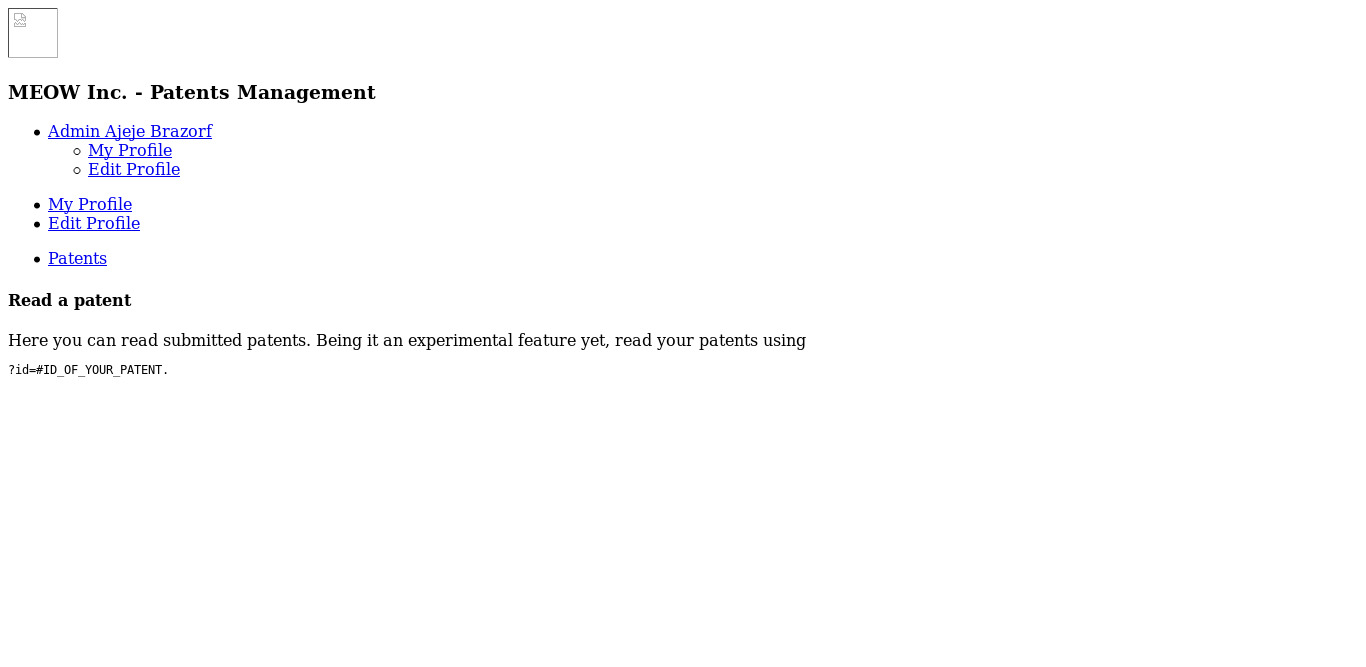 MEOW Inc. - Patents Management
Admin Ajeje Brazorf
My Profile
Edit Profile
My Profile
Edit Profile
Patents
Read a patent
Here you can read submitted patents. Being it an experimental feature yet, read your patents using
?id=#ID_OF_YOUR_PATENT.